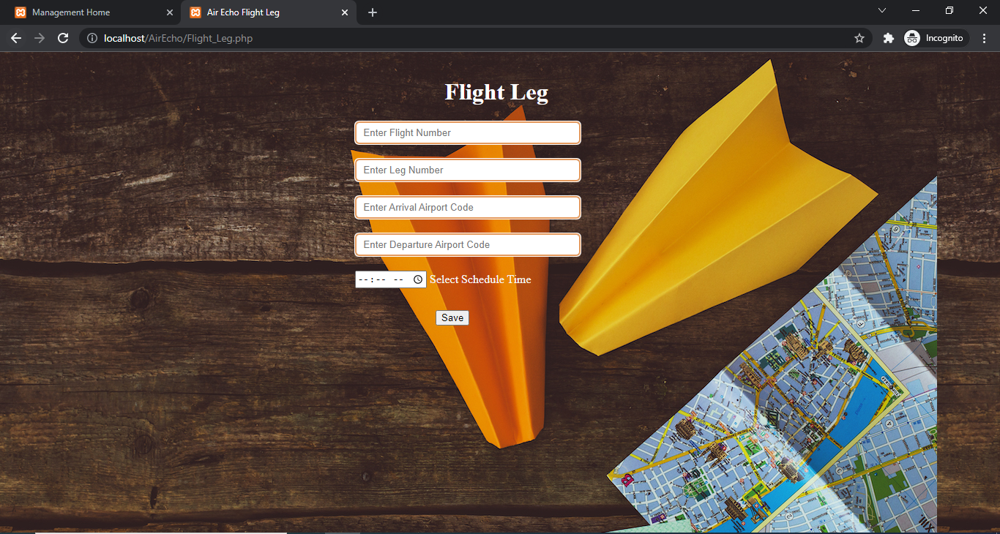 Management Home
Air Echo Flight Leg
localhost/AirEcho/Flight_Leg.php
Incognito
Flight Leg
Enter Flight Number
Enter Leg Number
Enter Arrival Airport Code
Enter Departure Airport Code
--:-- -- Select Schedule Time
Save